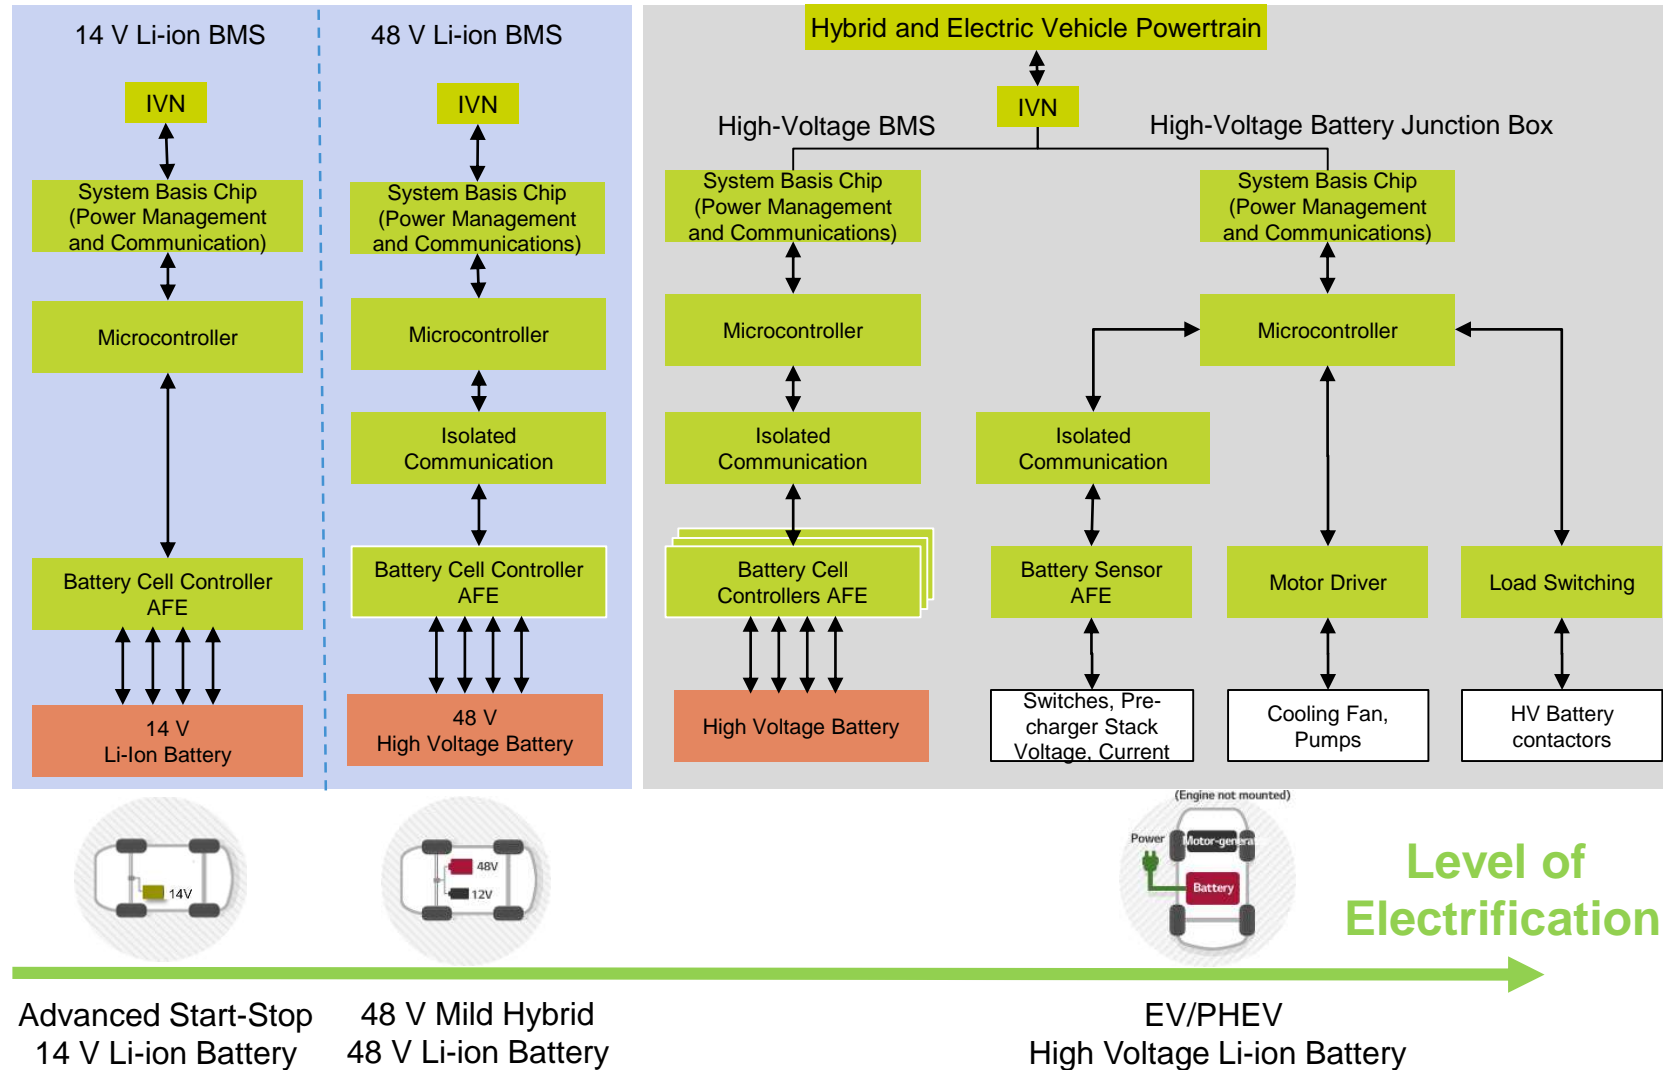 14 V Li-ion BMS
48 V Li-ion BMS
Hybrid and Electric Vehicle Powertrain
IVN
IVN
IVN
High-Voltage BMS
High-Voltage Battery Junction Box
System Basis Chip
(Power Management
and Communication)
System Basis Chip
(Power Management
and Communications)
System Basis Chip
(Power Management
and Communications)
System Basis Chip
(Power Management
and Communications)
Microcontroller
Microcontroller
Microcontroller
Microcontroller
Isolated
Communication
Isolated
Communication
Isolated
Communication
Battery Cell Controller
AFE
Battery Cell Controller
AFE
Battery Cell
Controllers AFE
Battery Sensor
AFE
Motor Driver
Load Switching
14 V
Li-Ion Battery
48 V
High Voltage Battery
High Voltage Battery
Switches, Pre-
charger Stack
Voltage, Current
Cooling Fan,
Pumps
HV Battery
contactors
14V
48V
12V
(Engine not mounted)
Power
Motor-genera
Battery
Level of
Electrification
Advanced Start-Stop
14 V Li-ion Battery
48 V Mild Hybrid
48 V Li-ion Battery
EV/PHEV
High Voltage Li-ion Battery